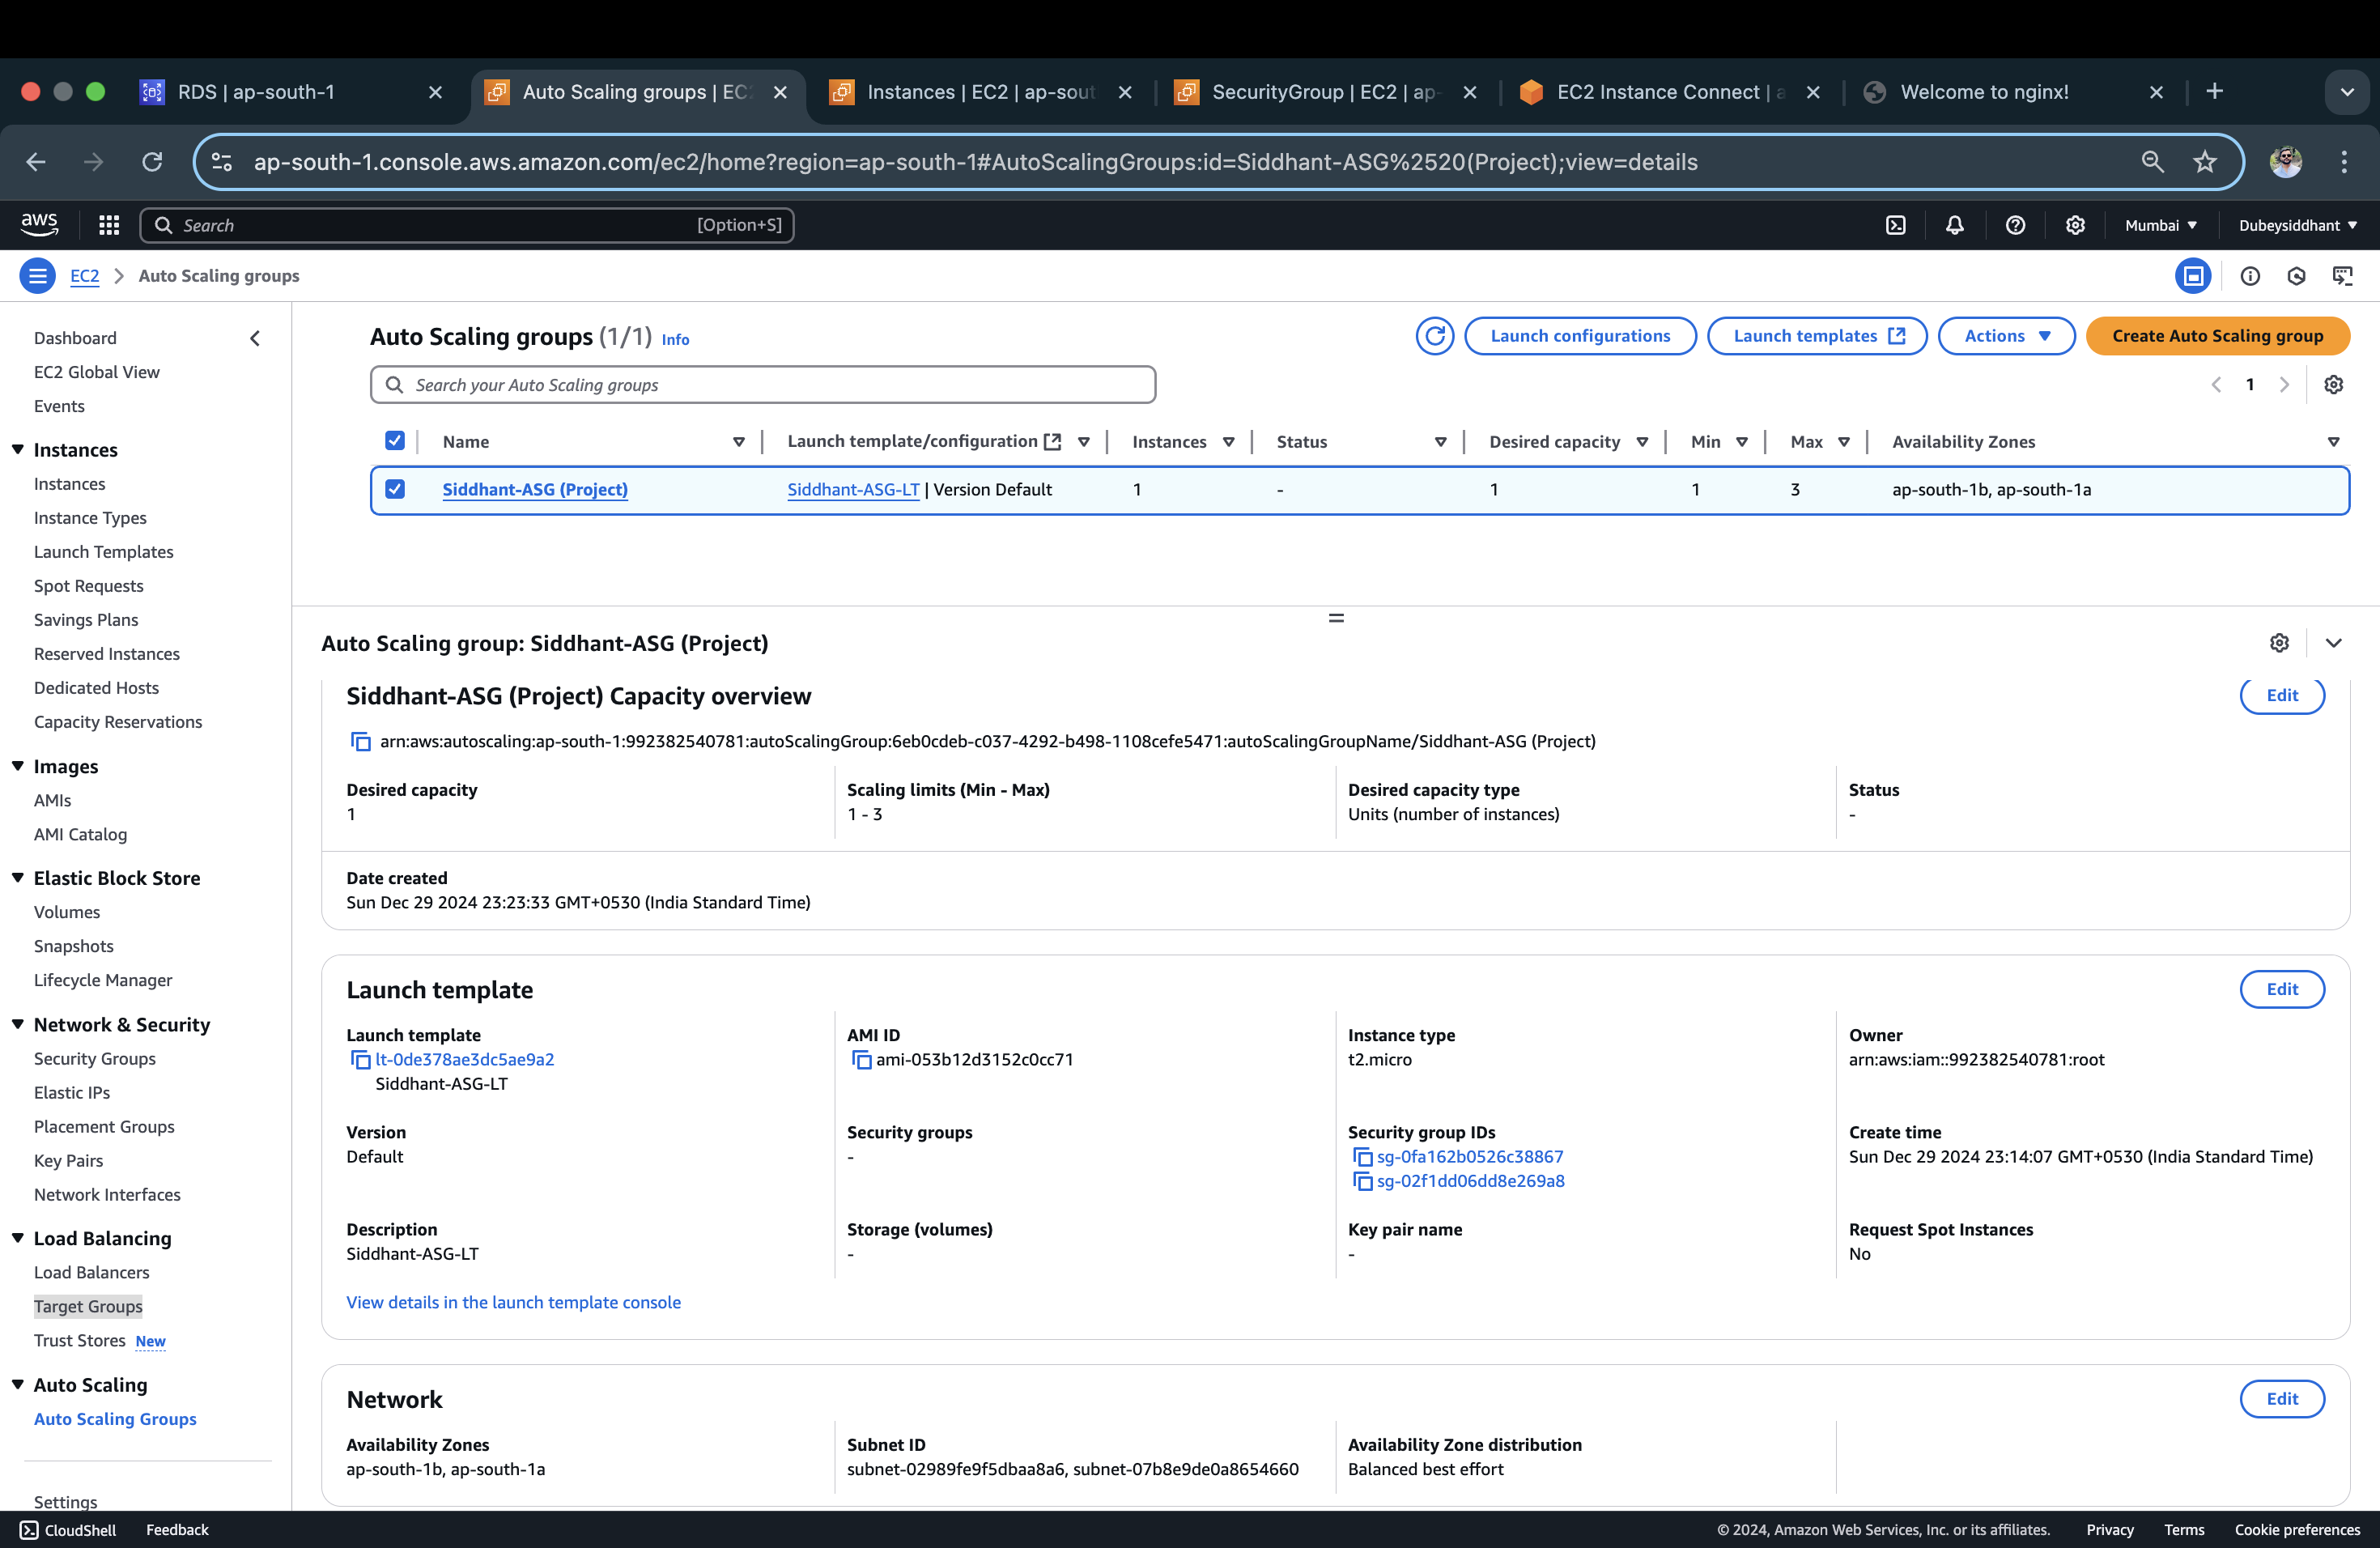 RDS | ap-south-1
Auto Scaling groups | EC
Instances | EC2 | ap-sout
SecurityGroup | EC2 | ap-
EC2 Instance Connect | a
Welcome to nginx!
ap-south-1.console.aws.amazon.com/ec2/home?region=ap-south-1#AutoScalingGroups:id=Siddhant-ASG%2520(Project);view=details
aws
Search
[Option+S]
Mumbai
Dubeysiddhant
EC2
Auto Scaling groups
Dashboard
EC2 Global View
Events
Instances
Instances
Instance Types
Launch Templates
Spot Requests
Savings Plans
Reserved Instances
Dedicated Hosts
Capacity Reservations
Images
AMIs
AMI Catalog
Elastic Block Store
Volumes
Snapshots
Lifecycle Manager
Network & Security
Security Groups
Elastic IPs
Placement Groups
Key Pairs
Network Interfaces
Load Balancing
Load Balancers
Target Groups
Trust Stores New
Auto Scaling
Auto Scaling Groups
Settings
Auto Scaling groups (1/1) Info
Launch configurations
Launch templates
Actions
Create Auto Scaling group
Search your Auto Scaling groups
1
Name Launch template/configuration Instances Status Desired capacity Min Max Availability Zones
Siddhant-ASG (Project) Siddhant-ASG-LT | Version Default 1 - 1 1 3 ap-south-1b, ap-south-1a
Auto Scaling group: Siddhant-ASG (Project)
Siddhant-ASG (Project) Capacity overview
Edit
arn:aws:autoscaling:ap-south-1:992382540781:autoScalingGroup:6eb0cdeb-c037-4292-b498-1108cefe5471:autoScalingGroupName/Siddhant-ASG (Project)
Desired capacity
1
Scaling limits (Min - Max)
1 - 3
Desired capacity type
Units (number of instances)
Status
-
Date created
Sun Dec 29 2024 23:23:33 GMT+0530 (India Standard Time)
Launch template
Edit
Launch template
lt-0de378ae3dc5ae9a2
Siddhant-ASG-LT
AMI ID
ami-053b12d3152c0cc71
Instance type
t2.micro
Owner
arn:aws:iam::992382540781:root
Version
Default
Security groups
-
Security group IDs
sg-0fa162b0526c38867
sg-02f1dd06dd8e269a8
Create time
Sun Dec 29 2024 23:14:07 GMT+0530 (India Standard Time)
Description
Siddhant-ASG-LT
Storage (volumes)
-
Key pair name
-
Request Spot Instances
No
View details in the launch template console
Network
Edit
Availability Zones
ap-south-1b, ap-south-1a
Subnet ID
subnet-02989fe9f5dbaa8a6, subnet-07b8e9de0a8654660
Availability Zone distribution
Balanced best effort
CloudShell
Feedback
© 2024, Amazon Web Services, Inc. or its affiliates.
Privacy
Terms
Cookie preferences